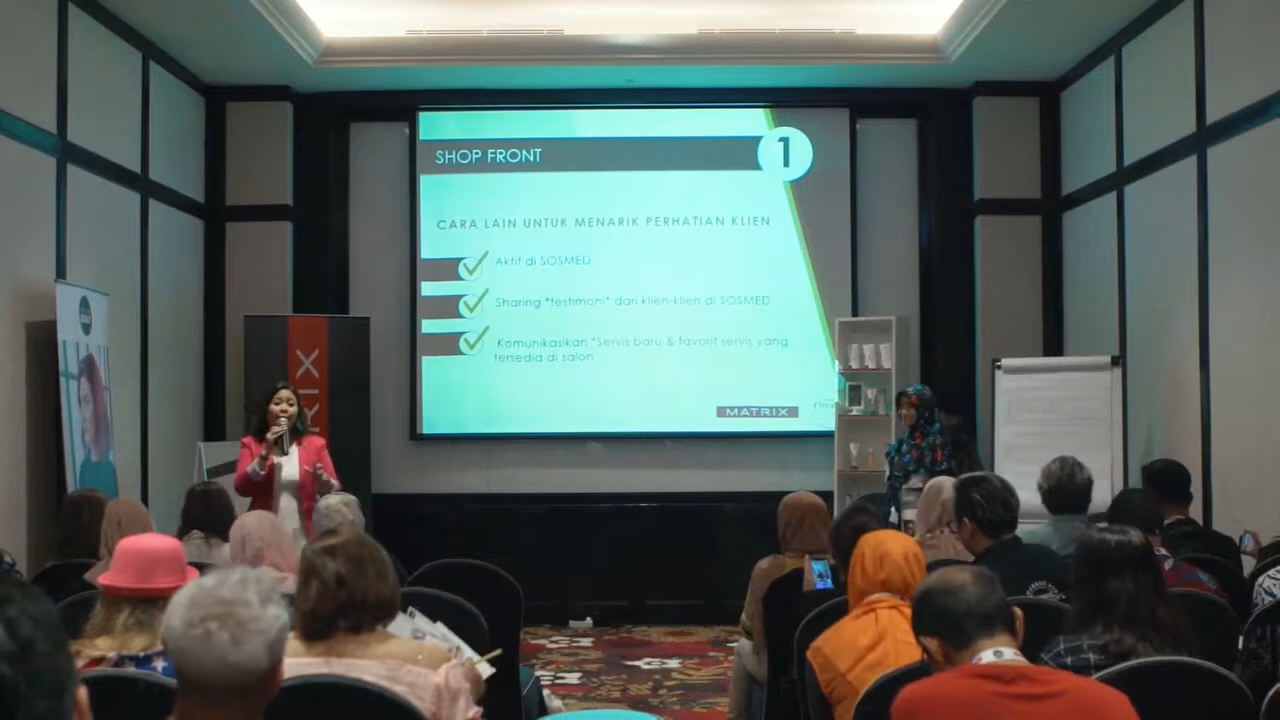 SHOP FRONT
1
CARA LAIN UNTUK MENARIK PERHATIAN KLIEN
Aktif di SOSMED
Sharing "testimoni" dari klien-klien di SOSMED
Komunikasikan "Servis baru & favorit servis yang
tersedia di salon
MATRIX
RIX